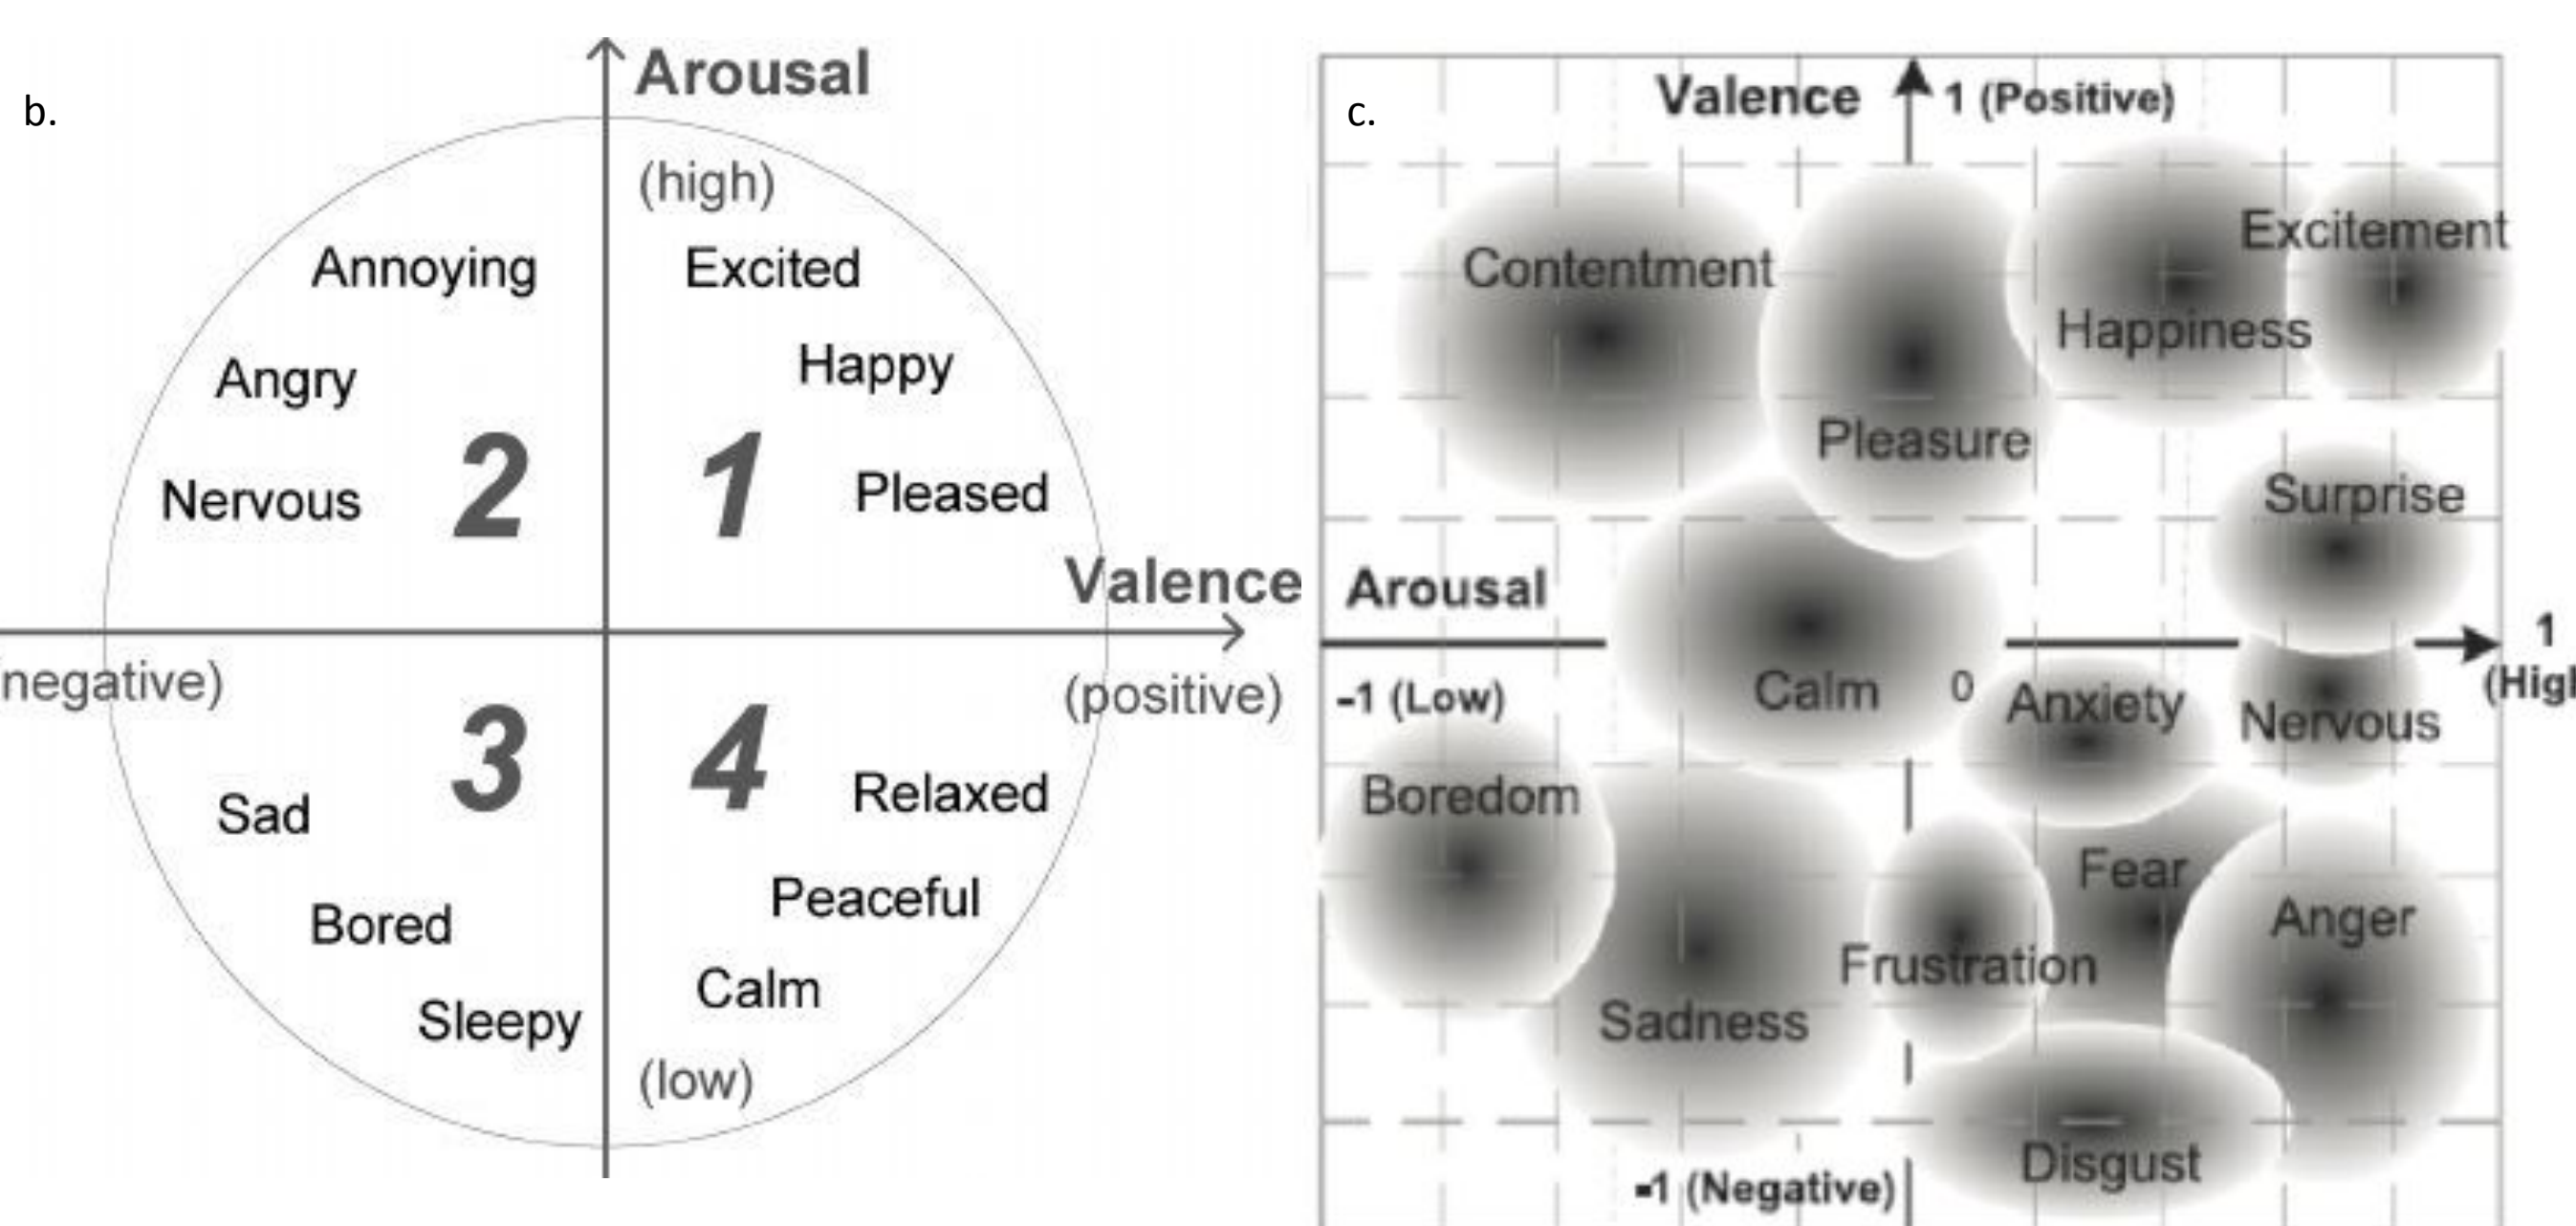 b.
Arousal
(high)
Annoying
Excited
Angry
Happy
Nervous
2
1
Pleased
Valence
negative)
(positive)
3
4
Sad
Relaxed
Bored
Peaceful
Sleepy
Calm
(low)
c.
Valence
1 (Positive)
Contentment
Excitement
Happiness
Pleasure
Surprise
Arousal
1
-1 (Low)
Calm
0
Anxiety
Nervous
(High
Boredom
Fear
Anger
Frustration
Sadness
Disgust
-1 (Negative)